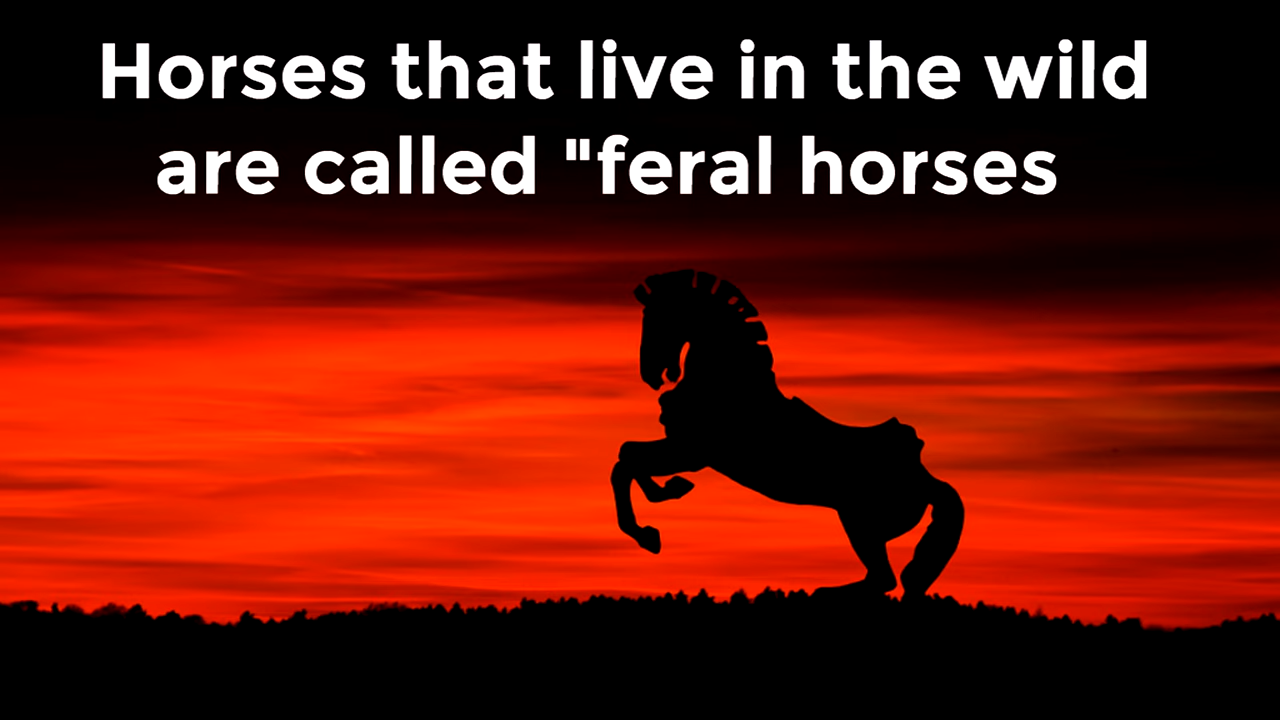 Horses that live in the wild
are called "feral horses